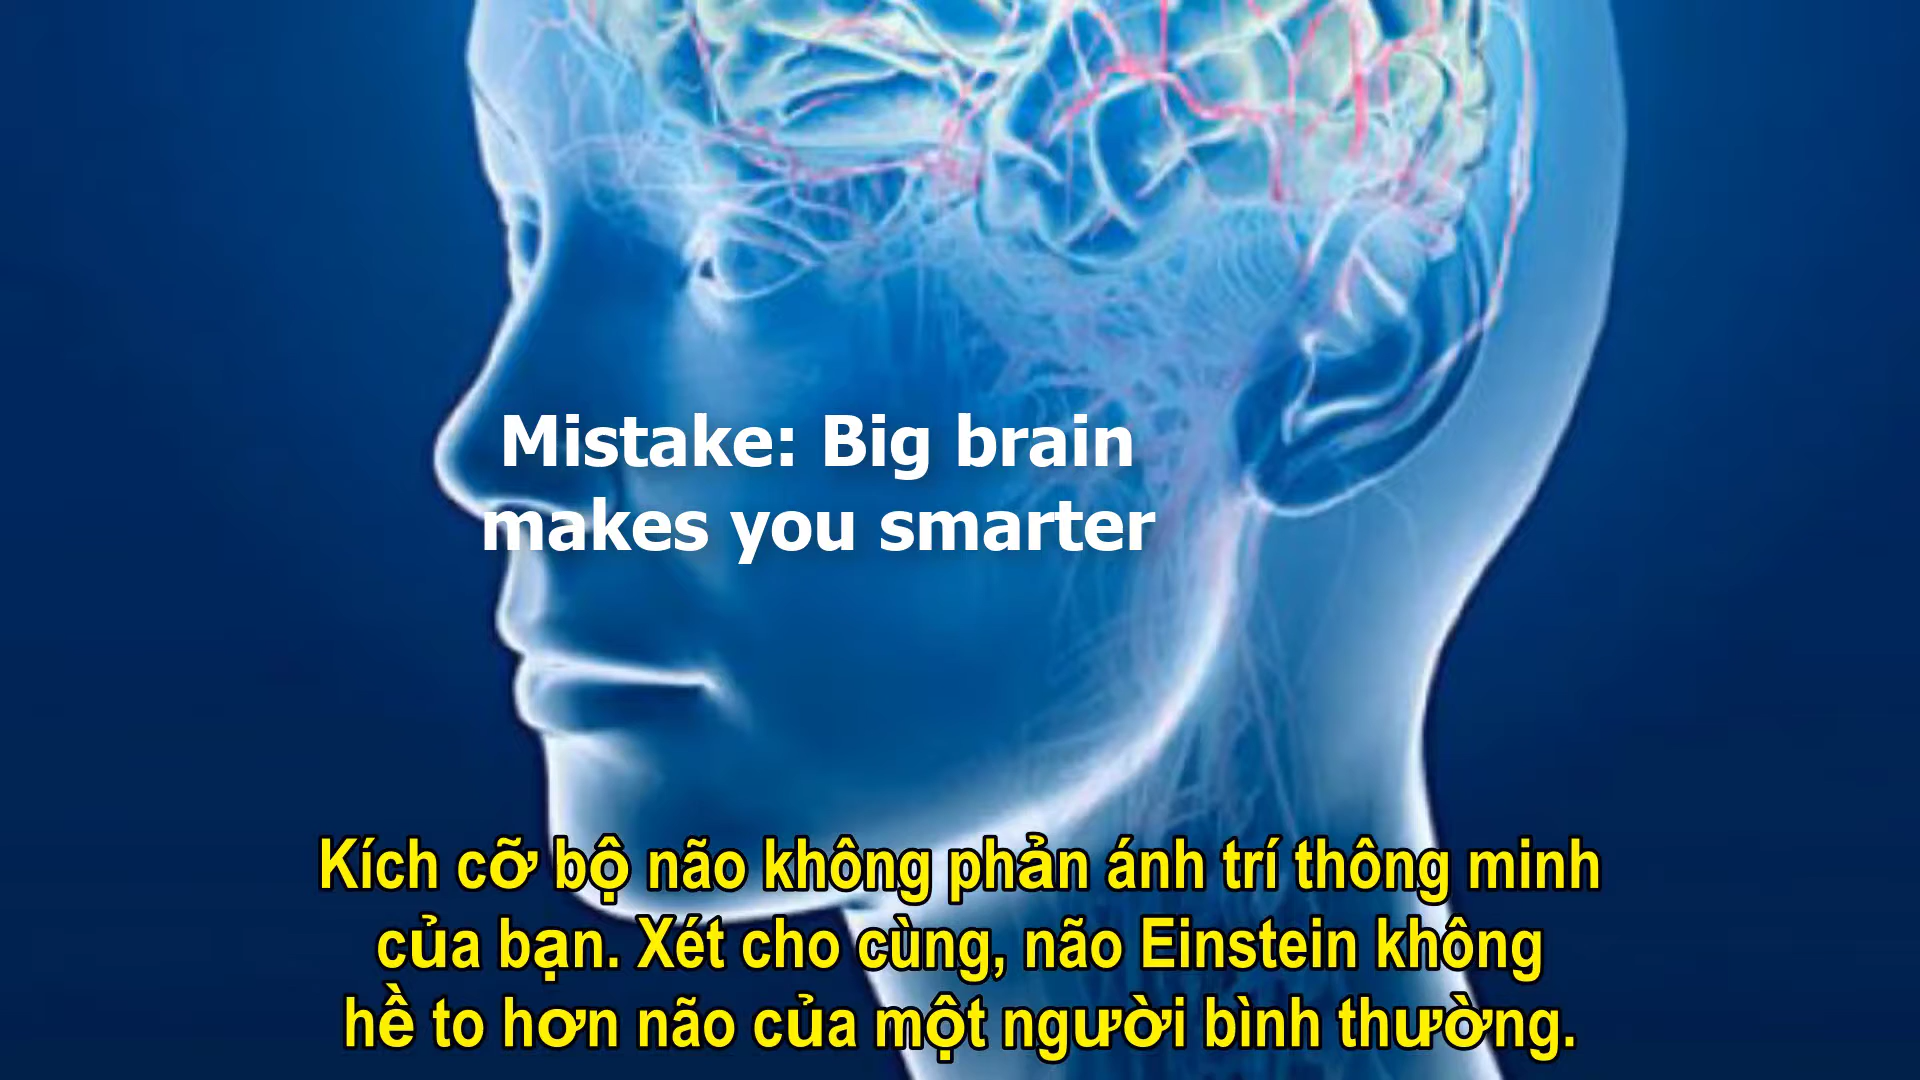 Mistake: Big brain
makes you smarter
Kích cỡ bộ não không phản ánh trí thông minh
của bạn. Xét cho cùng, não Einstein không
hề to hơn não của một người bình thường.